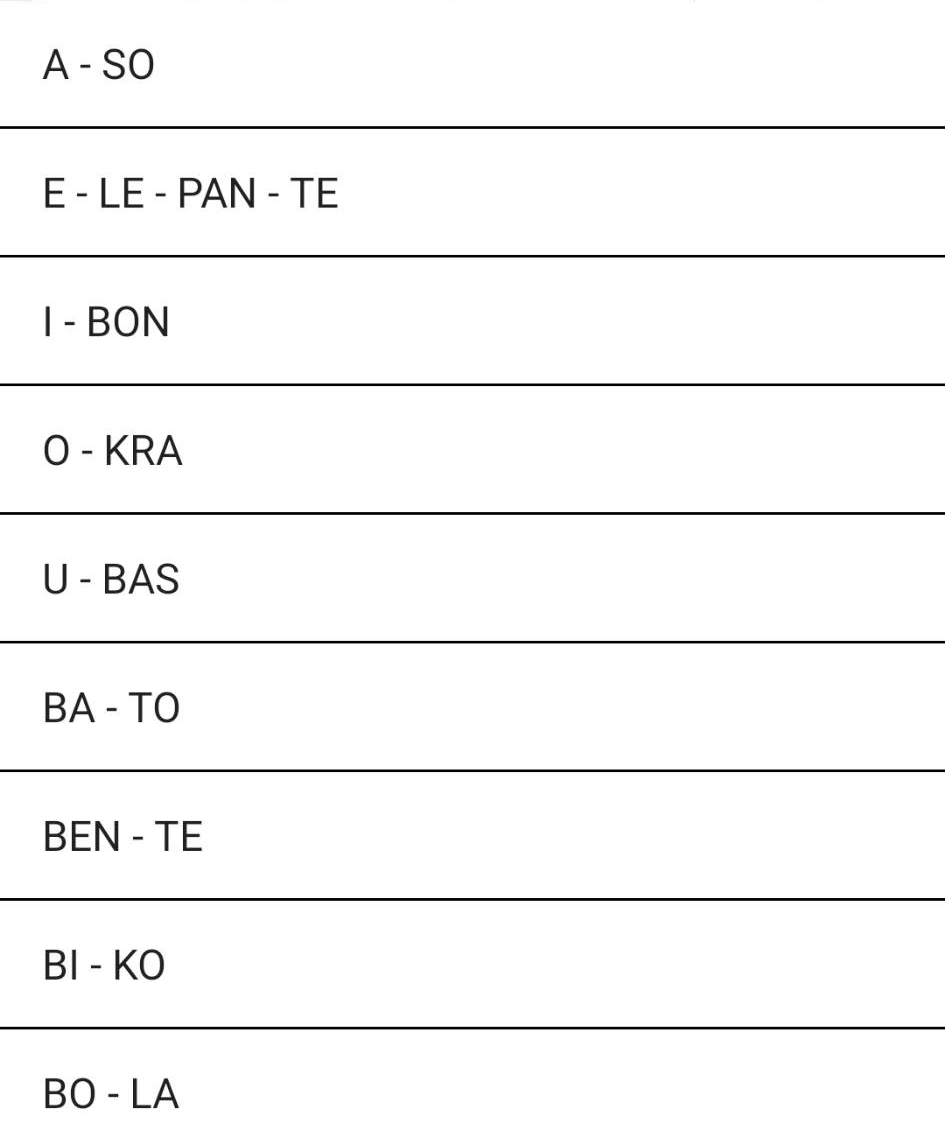 A - SO
E - LE - PAN - TE
I - BON
O - KRA
U - BAS
BA - TO
BEN - TE
BI - KO
BO - LA